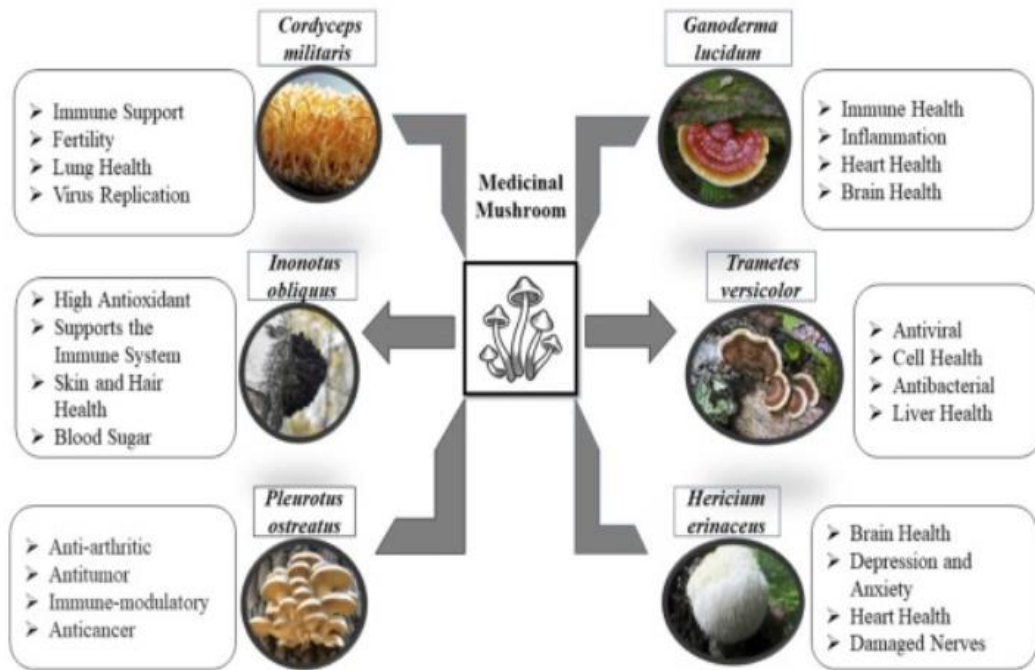 Cordyceps
militaris
➢ Immune Support
➢ Fertility
➢ Lung Health
➢ Virus Replication
Ganoderma
lucidum
➢ Immune Health
➢ Inflammation
➢ Heart Health
➢ Brain Health
Medicinal
Mushroom
Inonotus
obliquus
➢ High Antioxidant
➢ Supports the
Immune System
➢ Skin and Hair
Health
➢ Blood Sugar
Trametes
versicolor
➢ Antiviral
➢ Cell Health
➢ Antibacterial
➢ Liver Health
Pleurotus
ostreatus
➢ Anti-arthritic
➢ Antitumor
➢ Immune-modulatory
➢ Anticancer
Hericium
erinaceus
➢ Brain Health
➢ Depression and
Anxiety
➢ Heart Health
➢ Damaged Nerves